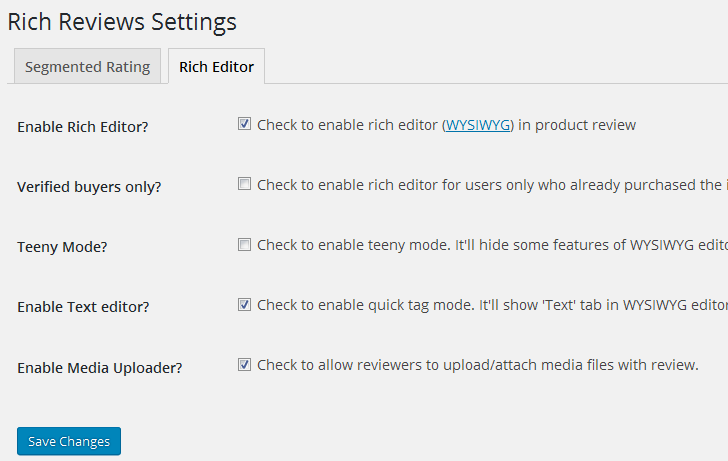 Rich Reviews Settings
Segmented Rating Rich Editor
Enable Rich Editor? Check to enable rich editor (WYSIWYG) in product review
Verified buyers only? Check to enable rich editor for users only who already purchased the
Teeny Mode? Check to enable teeny mode. It'll hide some features of WYSIWYG
Enable Text editor? Check to enable quick tag mode. It'll show 'Text' tab in WYSIWYG editor
Enable Media Uploader? Check to allow reviewers to upload/attach media files with review.
Save Changes